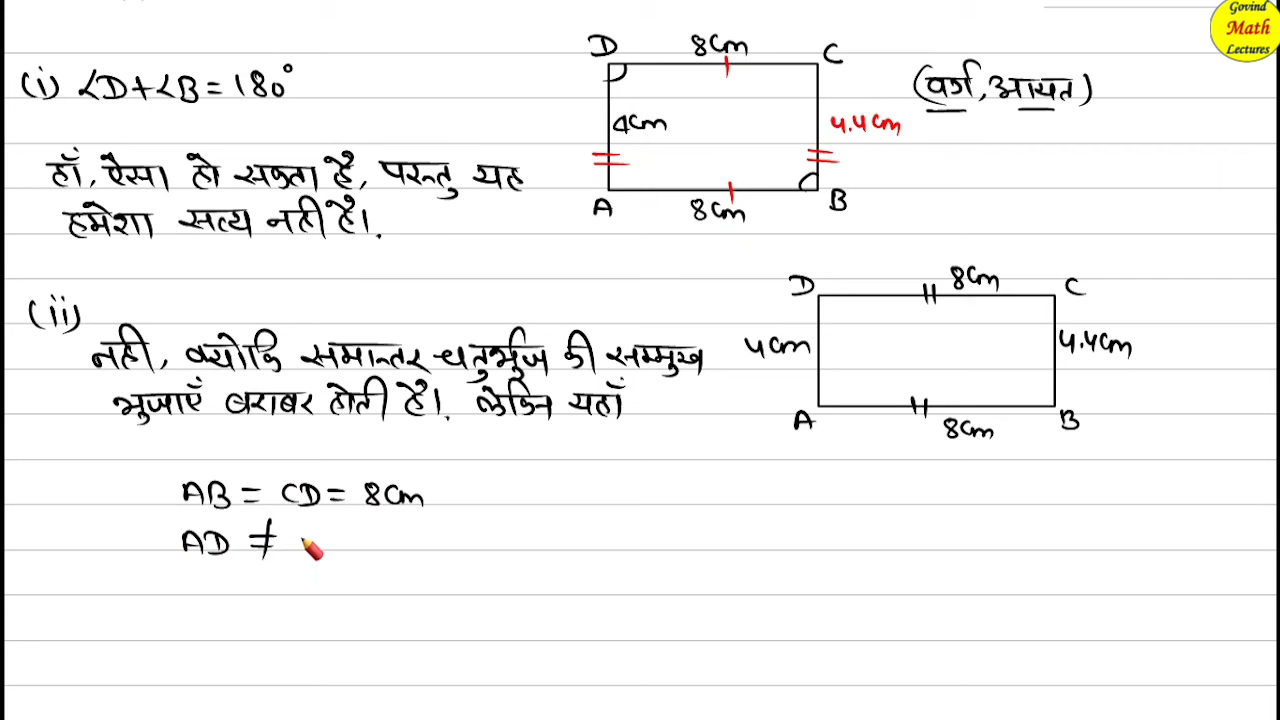 Govind
Math
Lectures
(i) ∠D+∠B=180°
D 8cm C
(वर्ग, आयत)
4cm 4.4cm
A 8cm B
हाँ, ऐसा हो सकता है, परन्तु यह
हमेशा सत्य नही है।.
(ii)
नही, क्योकि समान्तर चतुर्भुज की सम्मुख
भुजाएँ बराबर होती है।. लेकिन यहाँ
D 8cm C
4cm 4.4cm
A 8cm B
AB = CD = 8cm
AD ≠